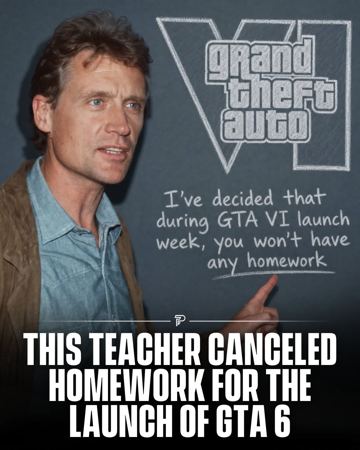 VI
grand
theft
auto
I've decided that
during GTA VI launch
week, you won't have
any homework
P
THIS TEACHER CANCELED
HOMEWORK FOR THE
LAUNCH OF GTA 6